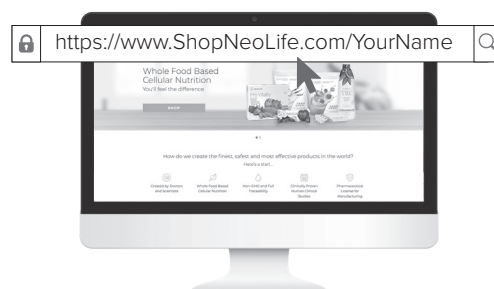 https://www.ShopNeoLife.com/YourName
Whole Food Based
Cellular Nutrition
You'll feel the difference
SHOP
How do we create the finest, safest and most effective products in the world?
Here's a start...
Created by Doctors
and Scientists
Whole Food Based
Cellular Nutrition
Non-GMO and Full
Traceability
Clinically Proven
Human Clinical
Studies
Pharmaceutical
License for
Manufacturing